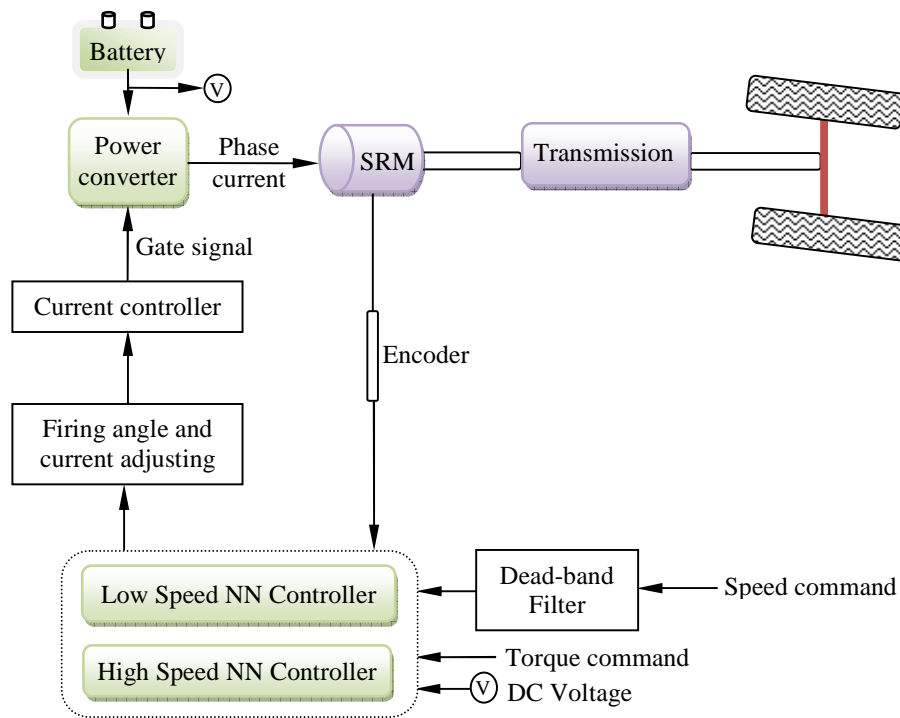 Battery
V
Power
converter
Phase
current
SRM
Transmission
Gate signal
Current controller
Encoder
Firing angle and
current adjusting
Low Speed NN Controller
Dead-band
Filter
Speed command
High Speed NN Controller
Torque command
V
DC Voltage